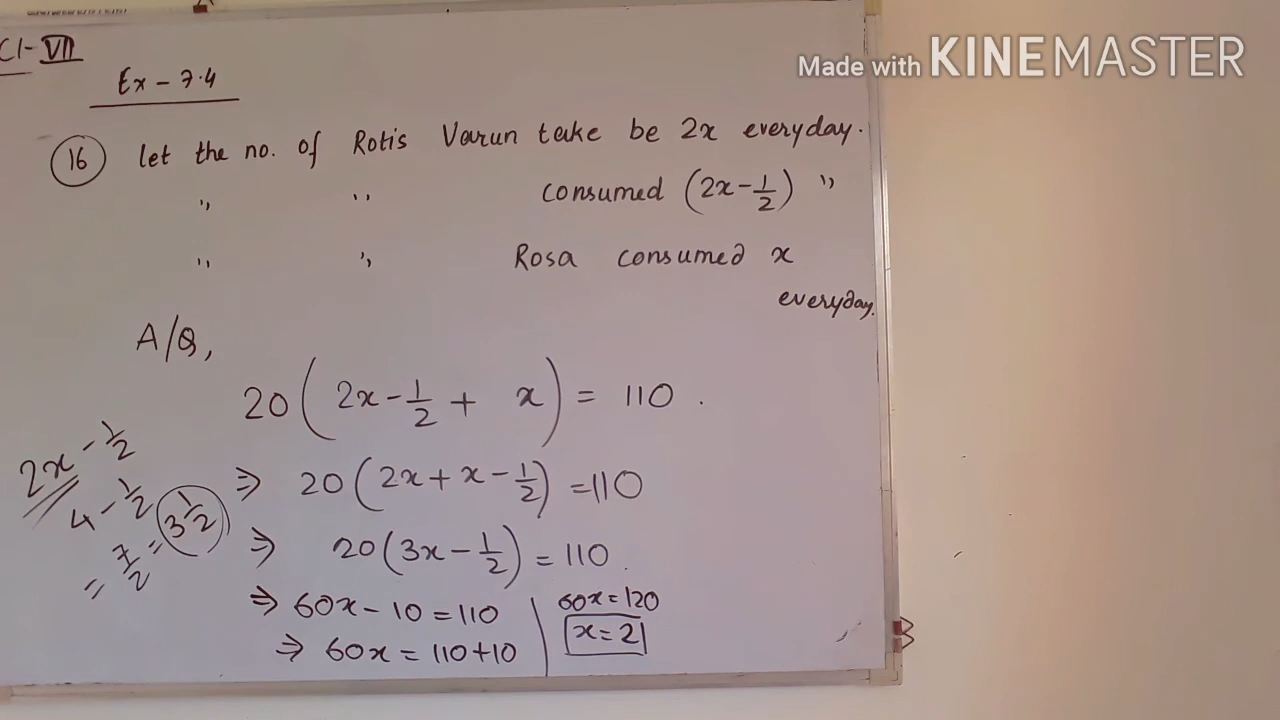 Made with KINEMASTER
Cl-VII
Ex - 7.4
16 let the no. of Rotis Varun take be 2x everyday.
" " consumed (2x-1/2) "
" " Rosa consumed x
everyday.
A/Q,
20(2x-1/2 + x) = 110.
⇒ 20(2x+x-1/2) =110
⇒ 20(3x-1/2) = 110.
⇒ 60x-10=110
⇒ 60x = 110+10
60x=120
x=2
2x-1/2
4-1/2
= 7/2 = 3 1/2